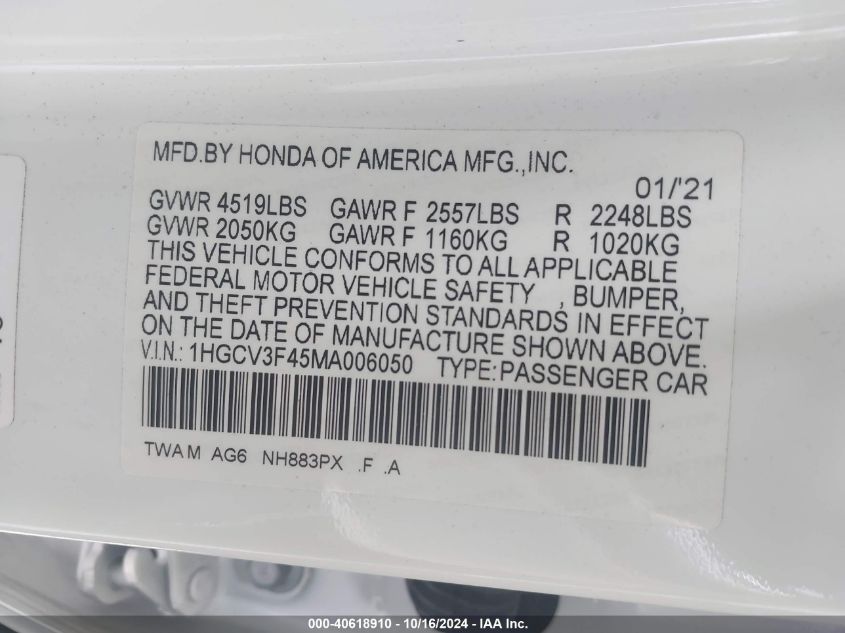 MFD.BY HONDA OF AMERICA MFG.,INC.
01/'21
GVWR 4519LBS GAWR F 2557LBS R 2248LBS
GVWR 2050KG GAWR F 1160KG R 1020KG
THIS VEHICLE CONFORMS TO ALL APPLICABLE
FEDERAL MOTOR VEHICLE SAFETY , BUMPER,
AND THEFT PREVENTION STANDARDS IN EFFECT
ON THE DATE OF MANUFACTURE SHOWN ABOVE.
V.I.N.: 1HGCV3F45MA006050 TYPE:PASSENGER CAR
TWA M AG6 NH883PX .F .A
000-40618910 - 10/16/2024 - IAA Inc.